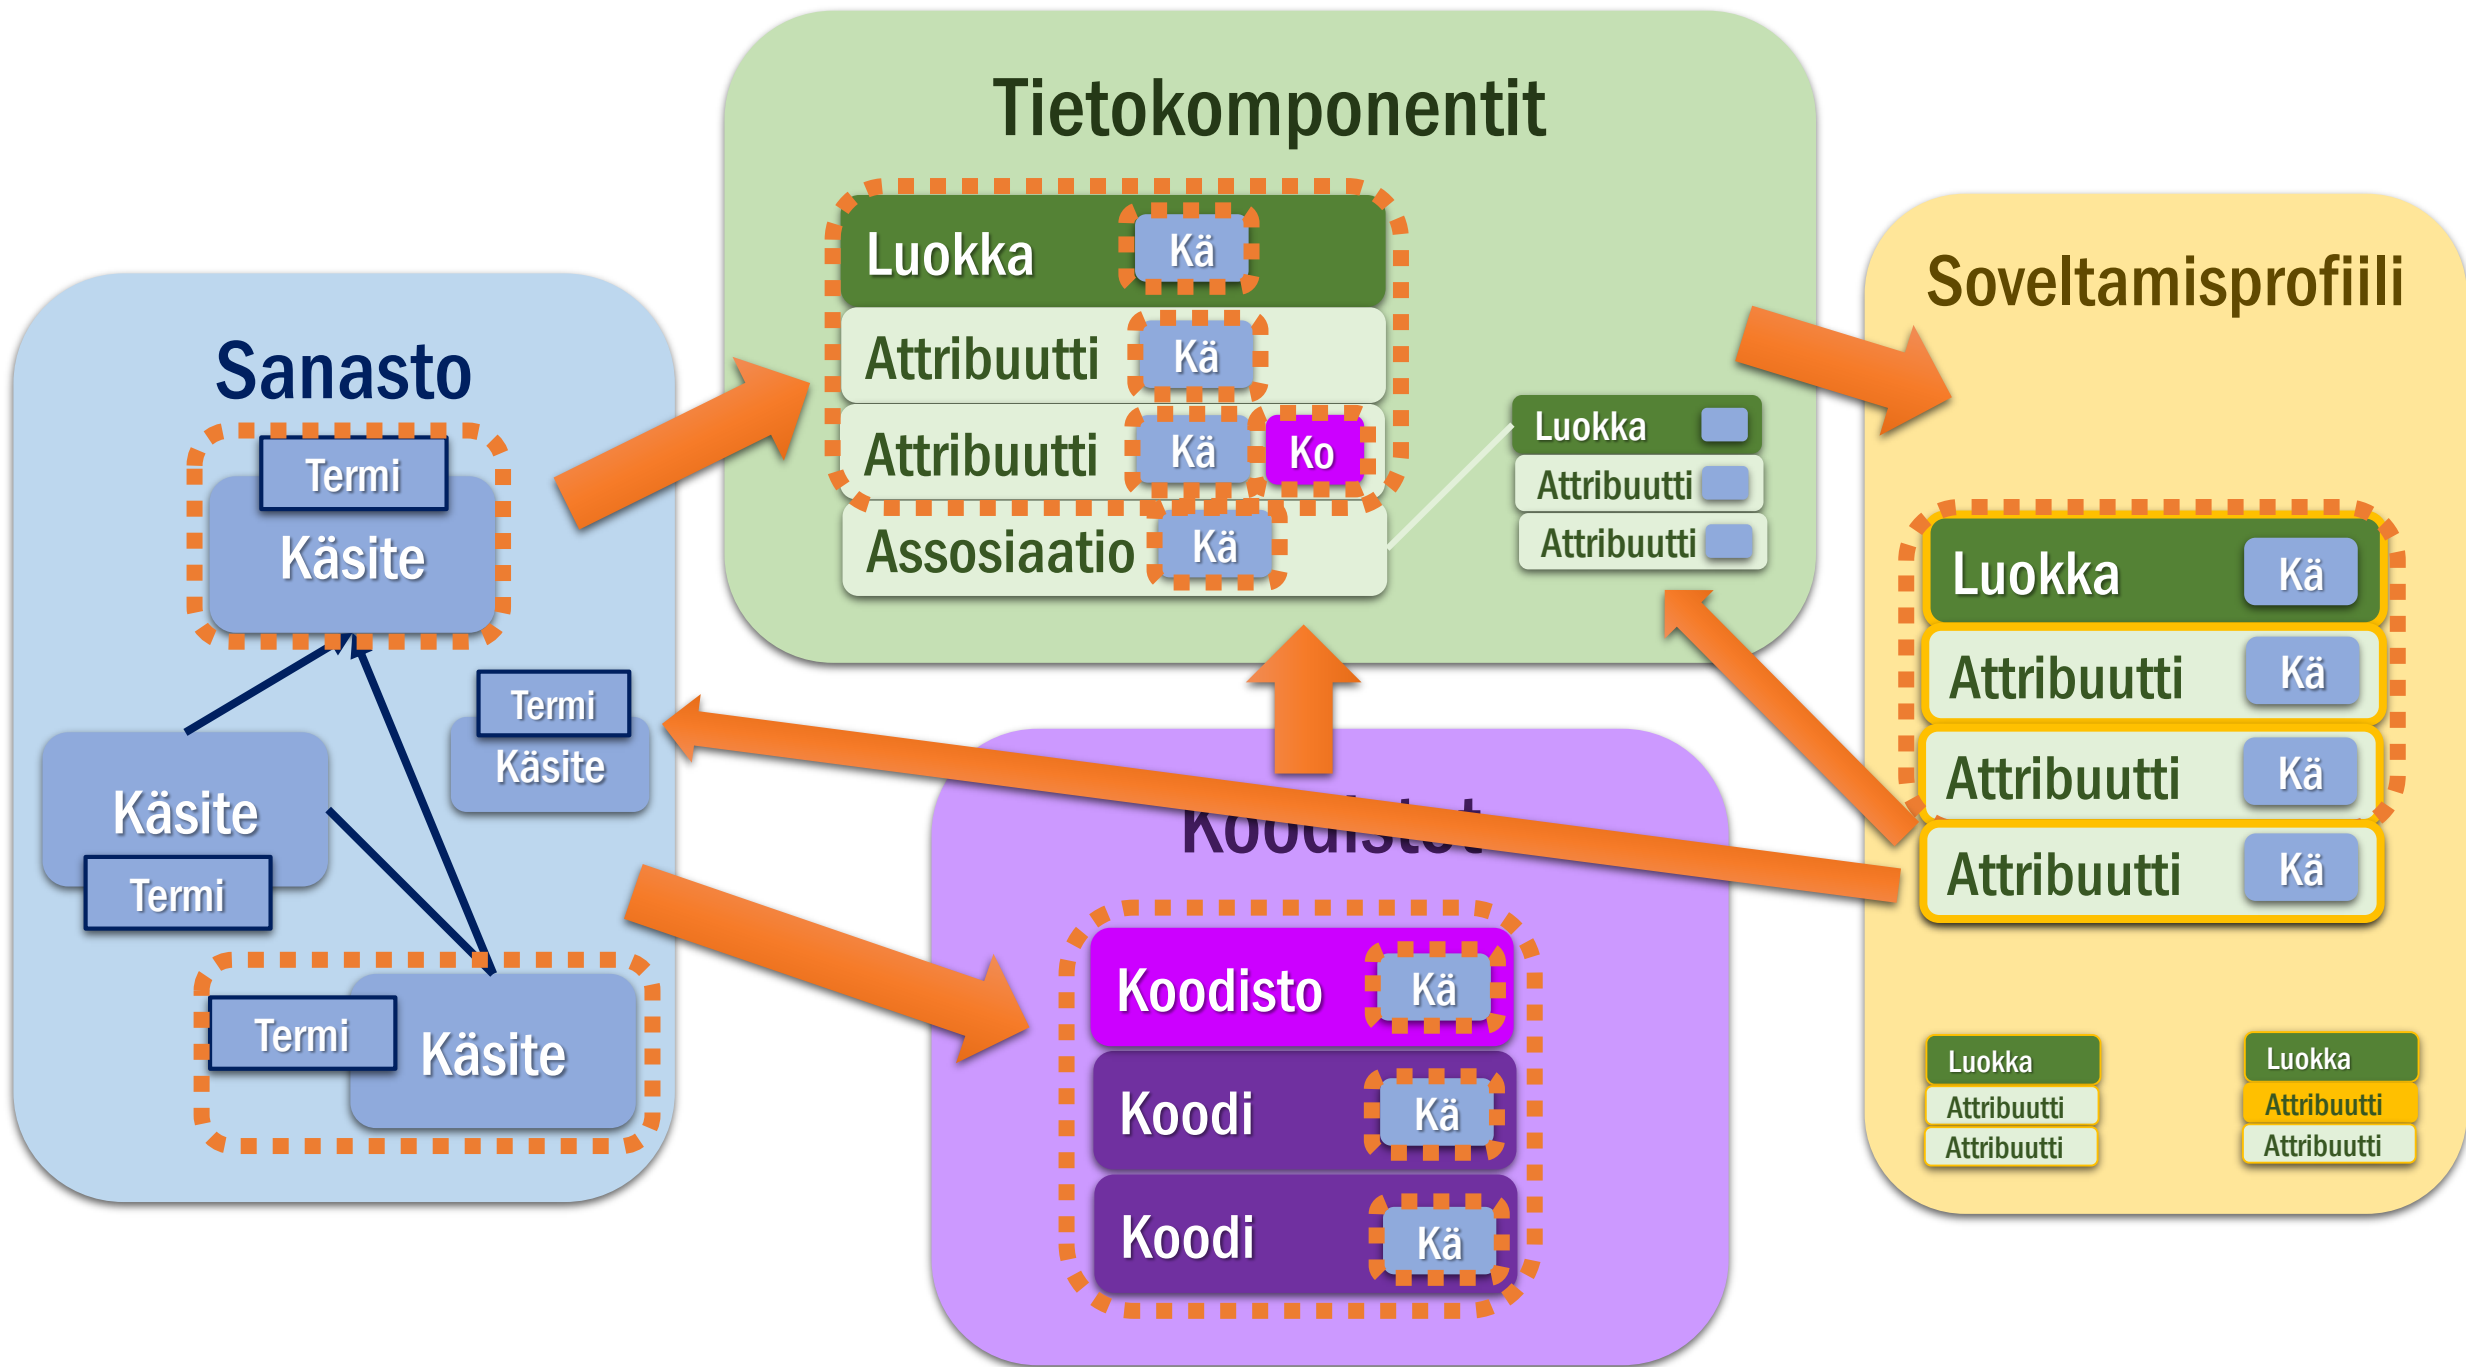 Tietokomponentit
Luokka Kä
Attribuutti Kä
Attribuutti Kä Ko
Assosiaatio Kä
Luokka
Attribuutti
Attribuutti
Sanasto
Termi
Käsite
Termi
Käsite
Käsite
Termi
Termi
Käsite
Koodistot
Koodisto Kä
Koodi Kä
Koodi Kä
Soveltamisprofiili
Luokka Kä
Attribuutti Kä
Attribuutti Kä
Attribuutti Kä
Luokka
Attribuutti
Attribuutti
Luokka
Attribuutti
Attribuutti